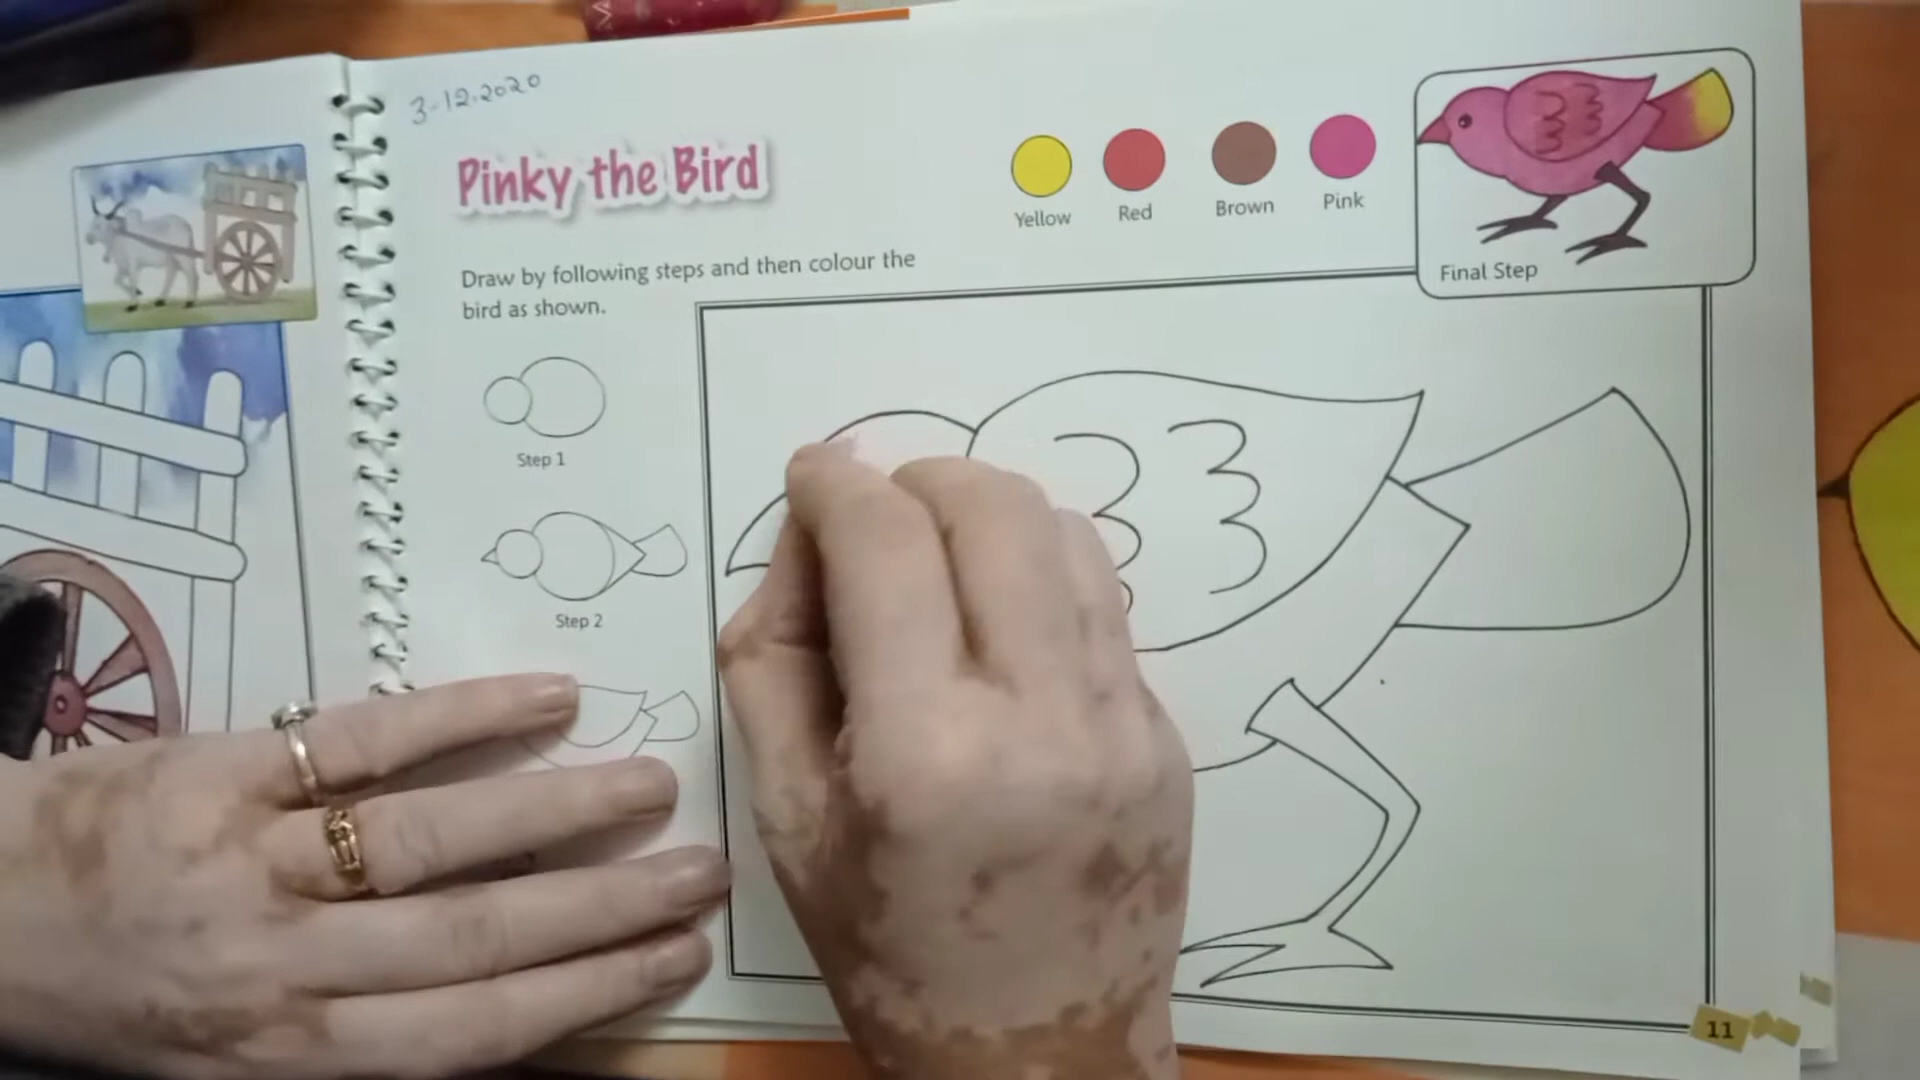 3-12.2020
Pinky the Bird
Yellow
Red
Brown
Pink
Final Step
Draw by following steps and then colour the
bird as shown.
Step 1
Step 2
11